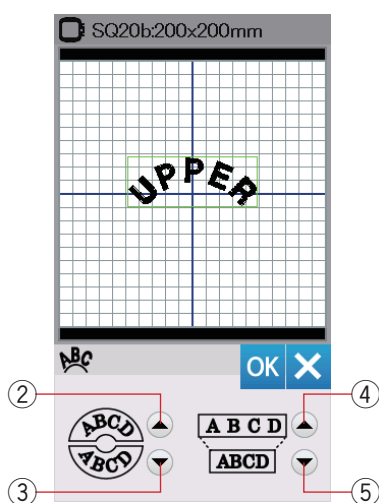 SQ20b:200x200mm
UPPER
ABC
OK
② ④
ABCD A B C D
ABCD ABCD
③ ⑤